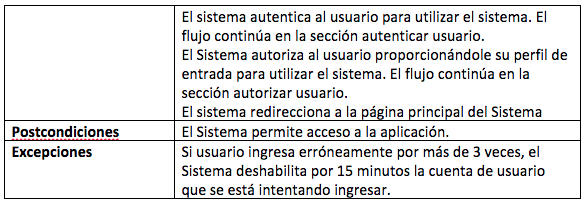 El sistema autentica al usuario para utilizar el sistema. El
flujo continúa en la sección autenticar usuario.
El Sistema autoriza al usuario proporcionándole su perfil de
entrada para utilizar el sistema. El flujo continúa en la
sección autorizar usuario.
El sistema redirecciona a la página principal del Sistema
Postcondiciones El Sistema permite acceso a la aplicación.
Excepciones Si usuario ingresa erróneamente por más de 3 veces, el
Sistema deshabilita por 15 minutos la cuenta de usuario
que se está intentando ingresar.